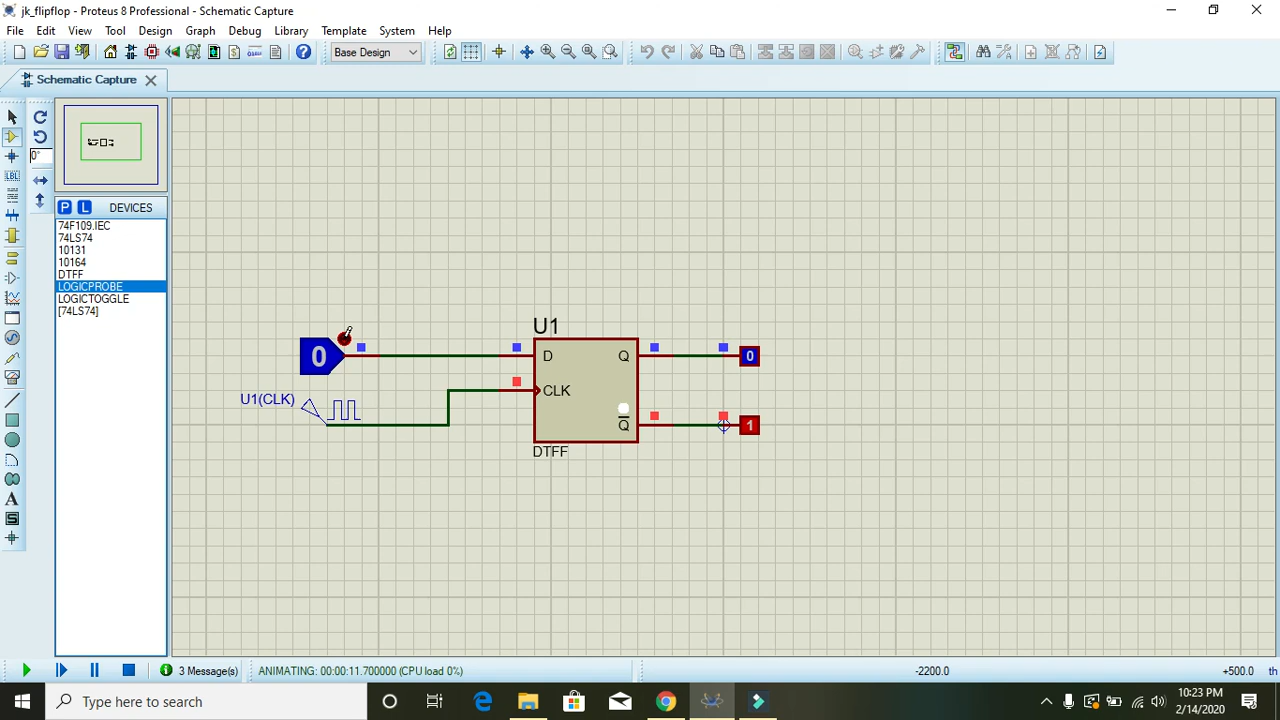 jk_flipflop - Proteus 8 Professional - Schematic Capture
File Edit View Tool Design Graph Debug Library Template System Help
Base Design
Schematic Capture
LBL
0°
P L DEVICES
74F109.IEC
74LS74
10131
10164
DTFF
LOGICPROBE
LOGICTOGGLE
[74LS74]
A
S
U1
0
D
Q
0
U1(CLK)
CLK
Q
1
DTFF
3 Message(s)
ANIMATING: 00:00:11.700000 (CPU load 0%)
-2200.0
+500.0
th
Type here to search
10:23 PM
2/14/2020